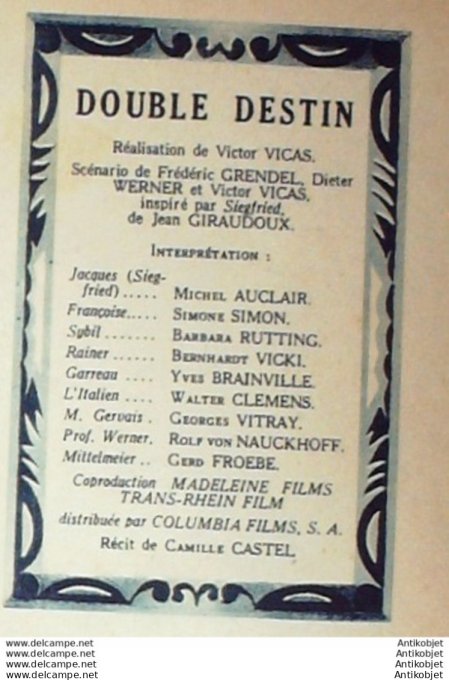 DOUBLE DESTIN
Réalisation de Victor VICAS.
Scénario de Frédéric GRENDEL, Dieter
WERNER et Victor VICAS,
inspiré par Siegfried,
de Jean GIRAUDOUX.
INTERPRÉTATION :
Jacques (Sieg-
fried) ..... MICHEL AUCLAIR.
Françoise..... SIMONE SIMON.
Sybil ....... BARBARA RUTTING.
Rainer ...... BERNHARDT VICKI.
Garreau .... YVES BRAINVILLE.
L'Italien .... WALTER CLEMENS.
M. Gervais . GEORGES VITRAY.
Prof. Werner. ROLF VON NAUCKHOFF.
Mittelmeier .. GERD FROEBE.
Coproduction MADELEINE FILMS
TRANS-RHEIN FILM
distribuée par COLUMBIA FILMS, S. A.
Récit de CAMILLE CASTEL
www.delcampe.net Antikobjet
www.delcampe.net Antikobjet
www.delcampe.net Antikobjet
www.delcampe.net Antikobjet